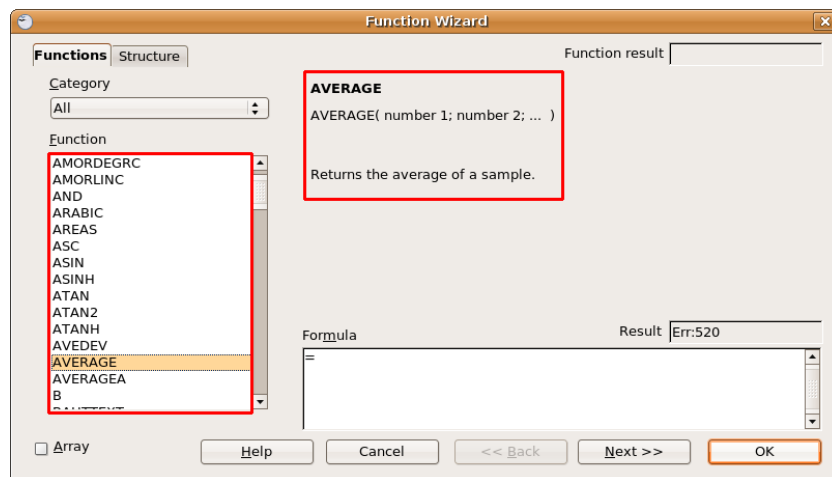 Function Wizard
Functions Structure
Function result
Category
All
Function
AMORDEGRC
AMORLINC
AND
ARABIC
AREAS
ASC
ASIN
ASINH
ATAN
ATAN2
ATANH
AVEDEV
AVERAGE
AVERAGEA
B
AVERAGE
AVERAGE( number 1; number 2; ... )
Returns the average of a sample.
Formula
Result Err:520
=
Array
Help
Cancel
<< Back
Next >>
OK